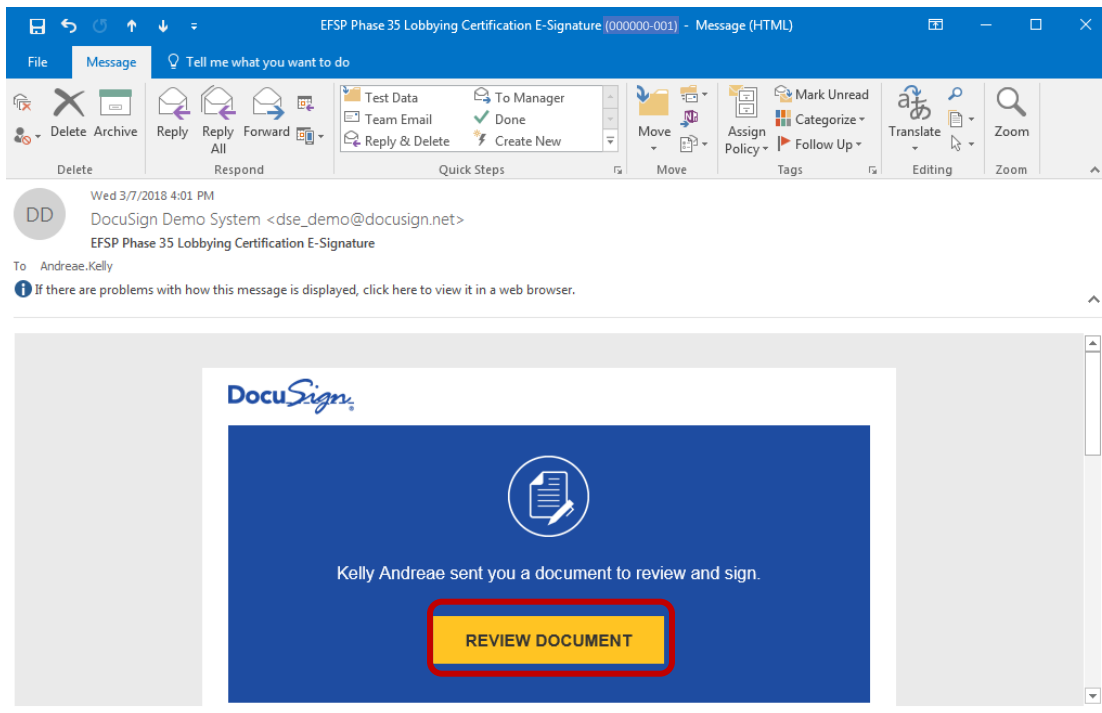 EFSP Phase 35 Lobbying Certification E-Signature (000000-001) - Message (HTML)
File Message Tell me what you want to do
Test Data To Manager Mark Unread
Team Email Done Categorize
Delete Archive Reply Reply All Forward Reply & Delete Create New Move Assign Policy Follow Up Translate Zoom
Delete Respond Quick Steps Move Tags Editing Zoom
Wed 3/7/2018 4:01 PM
DD DocuSign Demo System <dse_demo@docusign.net>
EFSP Phase 35 Lobbying Certification E-Signature
To Andreae.Kelly
If there are problems with how this message is displayed, click here to view it in a web browser.
DocuSign
Kelly Andreae sent you a document to review and sign.
REVIEW DOCUMENT